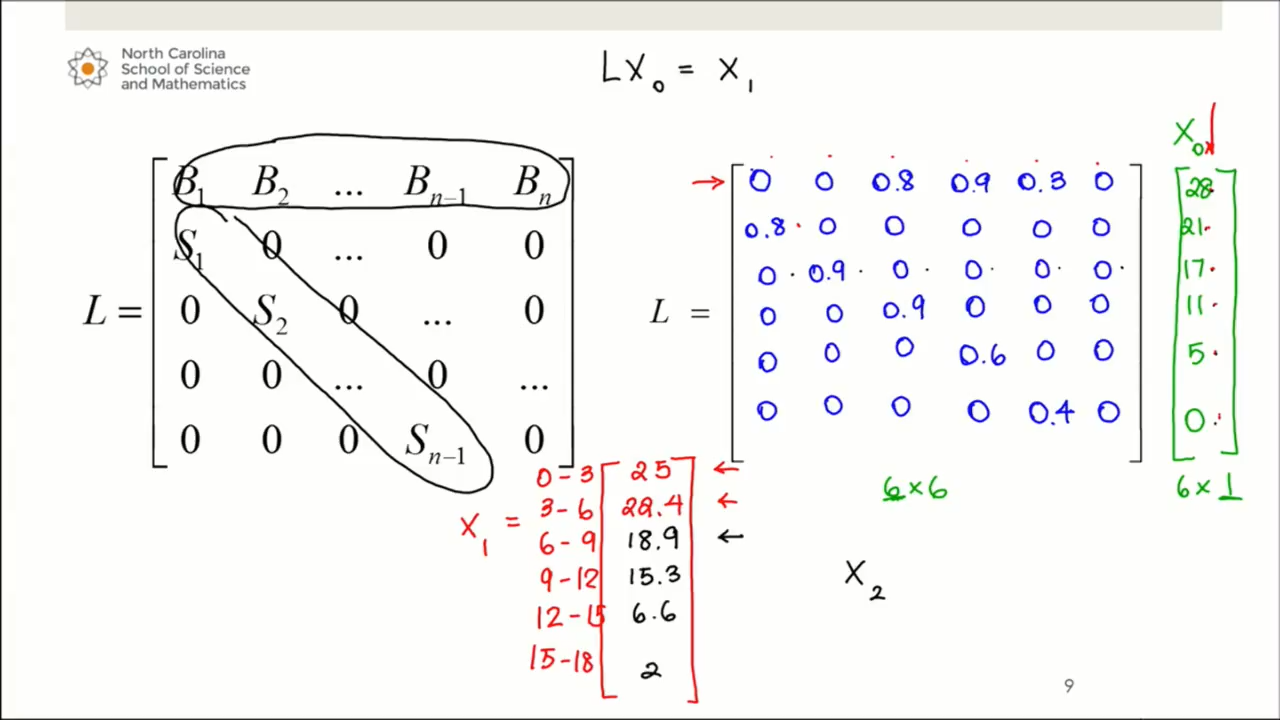 North Carolina
School of Science
and Mathematics
LX₀ = X₁
L =
B₁ B₂ ... Bₙ₋₁ Bₙ
S₁ 0 ... 0 0
0 S₂ 0 ... 0
0 0 ... 0 ...
0 0 0 Sₙ₋₁ 0
L =
0 0 0.8 0.9 0.3 0
0.8 0 0 0 0 0
0 0.9 0 0 0 0
0 0 0.9 0 0 0
0 0 0 0.6 0 0
0 0 0 0 0.4 0
6 x 6
X₀
28
21
17
11
5
0
6 x 1
X₁ =
0 - 3 25
3 - 6 22.4
6 - 9 18.9
9 - 12 15.3
12 - 15 6.6
15 - 18 2
X₂
9